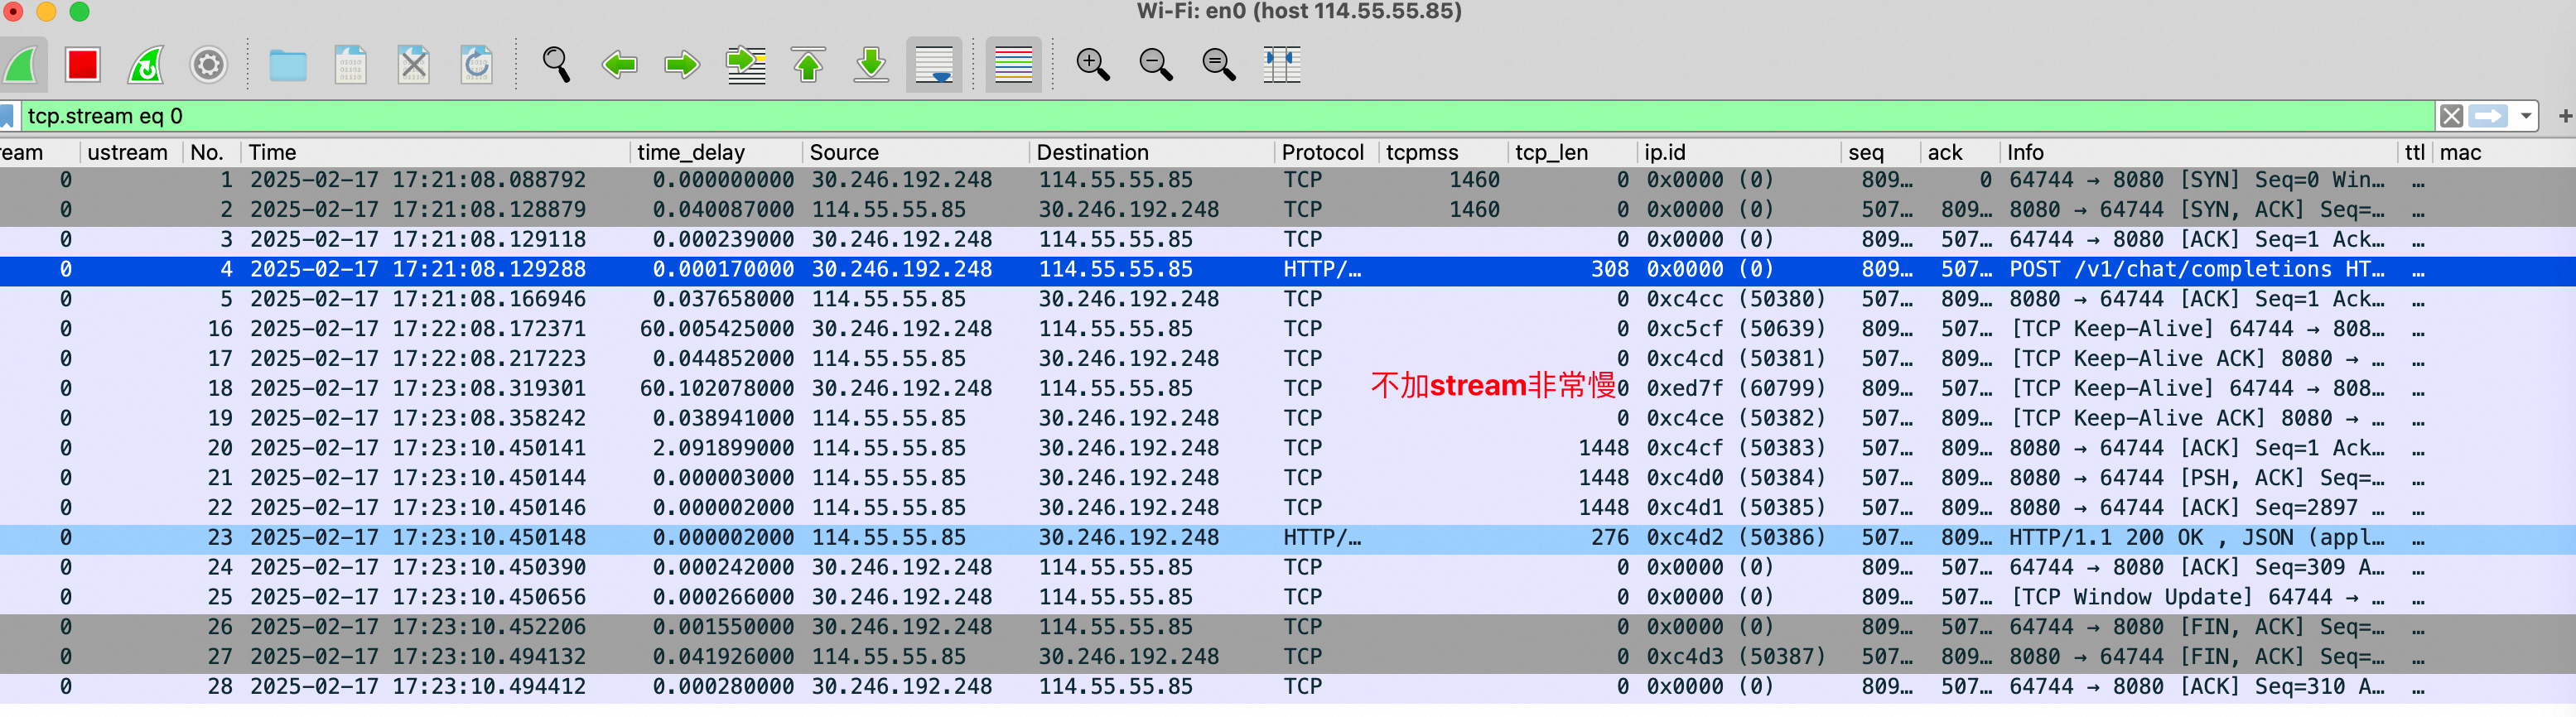 Wi-Fi: en0 (host 114.55.55.85)
tcp.stream eq 0
ream ustream No. Time time_delay Source Destination Protocol tcpmss tcp_len ip.id seq ack Info ttl mac
0 1 2025-02-17 17:21:08.088792 0.000000000 30.246.192.248 114.55.55.85 TCP 1460 0 0x0000 (0) 809… 0 64744 → 8080 [SYN] Seq=0 Win… …
0 2 2025-02-17 17:21:08.128879 0.040087000 114.55.55.85 30.246.192.248 TCP 1460 0 0x0000 (0) 507… 809… 8080 → 64744 [SYN, ACK] Seq=… …
0 3 2025-02-17 17:21:08.129118 0.000239000 30.246.192.248 114.55.55.85 TCP 0 0x0000 (0) 809… 507… 64744 → 8080 [ACK] Seq=1 Ack… …
0 4 2025-02-17 17:21:08.129288 0.000170000 30.246.192.248 114.55.55.85 HTTP/… 308 0x0000 (0) 809… 507… POST /v1/chat/completions HT… …
0 5 2025-02-17 17:21:08.166946 0.037658000 114.55.55.85 30.246.192.248 TCP 0 0xc4cc (50380) 507… 809… 8080 → 64744 [ACK] Seq=1 Ack… …
0 16 2025-02-17 17:22:08.172371 60.005425000 30.246.192.248 114.55.55.85 TCP 0 0xc5cf (50639) 809… 507… [TCP Keep-Alive] 64744 → 808… …
0 17 2025-02-17 17:22:08.217223 0.044852000 114.55.55.85 30.246.192.248 TCP 0 0xc4cd (50381) 507… 809… [TCP Keep-Alive ACK] 8080 → … …
0 18 2025-02-17 17:23:08.319301 60.102078000 30.246.192.248 114.55.55.85 TCP 0 0xed7f (60799) 809… 507… [TCP Keep-Alive] 64744 → 808… …
不加stream非常慢
0 19 2025-02-17 17:23:08.358242 0.038941000 114.55.55.85 30.246.192.248 TCP 0 0xc4ce (50382) 507… 809… [TCP Keep-Alive ACK] 8080 → … …
0 20 2025-02-17 17:23:10.450141 2.091899000 114.55.55.85 30.246.192.248 TCP 1448 0xc4cf (50383) 507… 809… 8080 → 64744 [ACK] Seq=1 Ack… …
0 21 2025-02-17 17:23:10.450144 0.000003000 114.55.55.85 30.246.192.248 TCP 1448 0xc4d0 (50384) 507… 809… 8080 → 64744 [PSH, ACK] Seq=… …
0 22 2025-02-17 17:23:10.450146 0.000002000 114.55.55.85 30.246.192.248 TCP 1448 0xc4d1 (50385) 507… 809… 8080 → 64744 [ACK] Seq=2897 … …
0 23 2025-02-17 17:23:10.450148 0.000002000 114.55.55.85 30.246.192.248 HTTP/… 276 0xc4d2 (50386) 507… 809… HTTP/1.1 200 OK , JSON (appl… …
0 24 2025-02-17 17:23:10.450390 0.000242000 30.246.192.248 114.55.55.85 TCP 0 0x0000 (0) 809… 507… 64744 → 8080 [ACK] Seq=309 A… …
0 25 2025-02-17 17:23:10.450656 0.000266000 30.246.192.248 114.55.55.85 TCP 0 0x0000 (0) 809… 507… [TCP Window Update] 64744 → … …
0 26 2025-02-17 17:23:10.452206 0.001550000 30.246.192.248 114.55.55.85 TCP 0 0x0000 (0) 809… 507… 64744 → 8080 [FIN, ACK] Seq=… …
0 27 2025-02-17 17:23:10.494132 0.041926000 114.55.55.85 30.246.192.248 TCP 0 0xc4d3 (50387) 507… 809… 8080 → 64744 [FIN, ACK] Seq=… …
0 28 2025-02-17 17:23:10.494412 0.000280000 30.246.192.248 114.55.55.85 TCP 0 0x0000 (0) 809… 507… 64744 → 8080 [ACK] Seq=310 A… …